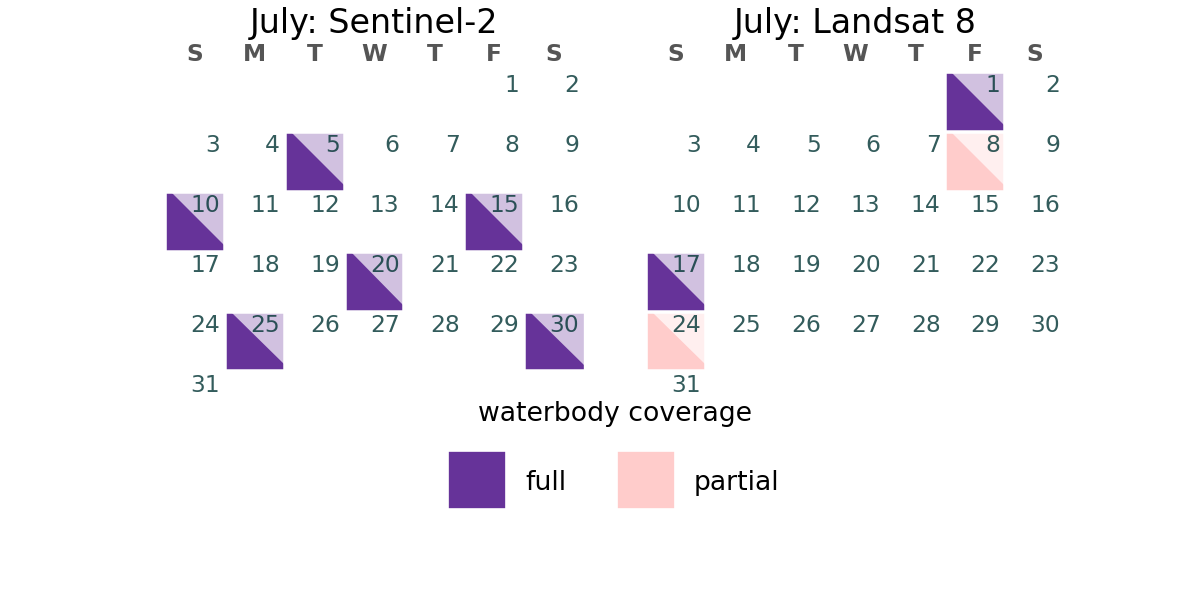 July: Sentinel-2
S M T W T F S
1 2
3 4 5 6 7 8 9
10 11 12 13 14 15 16
17 18 19 20 21 22 23
24 25 26 27 28 29 30
31
July: Landsat 8
S M T W T F S
1 2
3 4 5 6 7 8 9
10 11 12 13 14 15 16
17 18 19 20 21 22 23
24 25 26 27 28 29 30
31
waterbody coverage
full partial